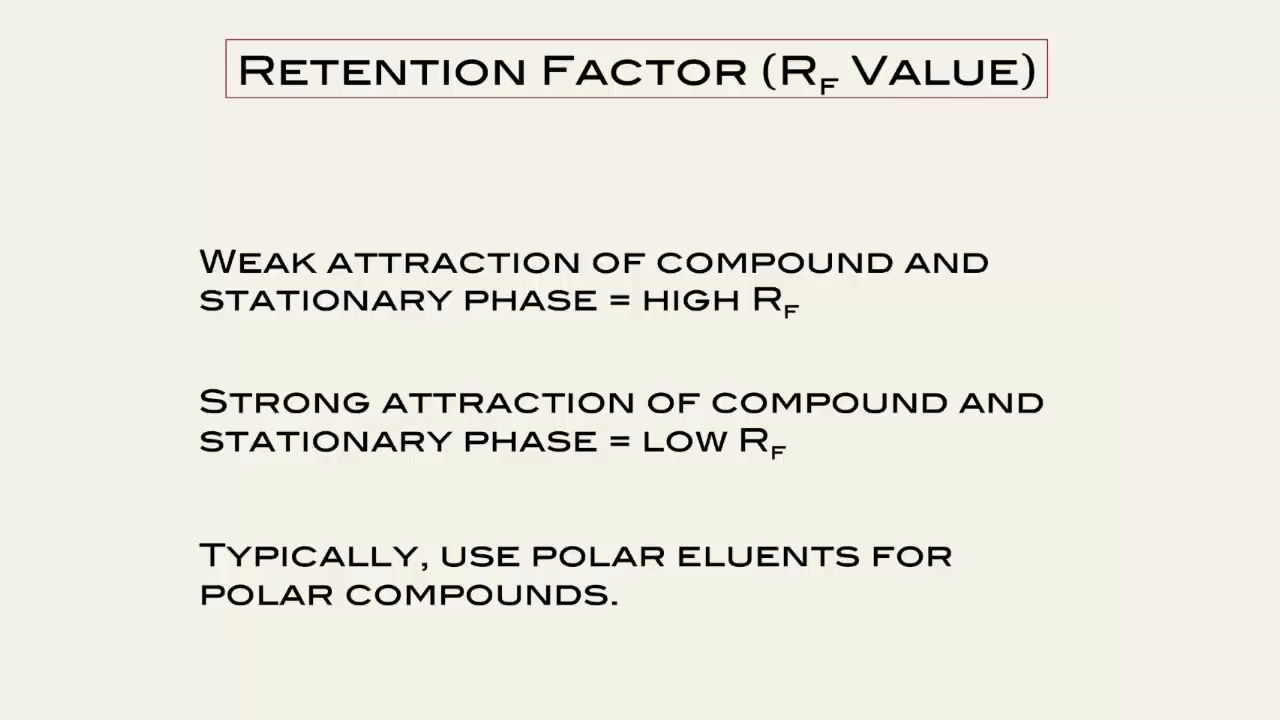 Retention Factor (RF Value)
Weak attraction of compound and
stationary phase = high RF
Strong attraction of compound and
stationary phase = low RF
Typically, use polar eluents for
polar compounds.